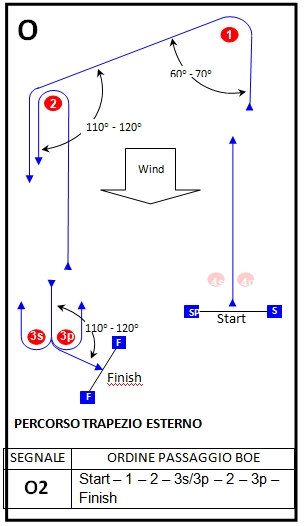 O
1
60° - 70°
2
110° - 120°
Wind
4s 4p
SP S
Start
3s 3p
110° - 120°
F
Finish
F
PERCORSO TRAPEZIO ESTERNO
SEGNALE ORDINE PASSAGGIO BOE
O2 Start – 1 – 2 – 3s/3p – 2 – 3p –
Finish